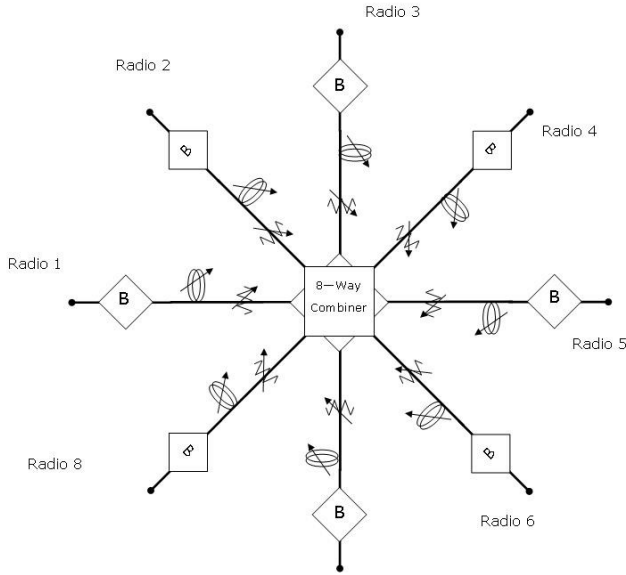 Radio 3
Radio 2
B
Radio 4
B
B
Radio 1
8—Way
Combiner
B
B
Radio 5
Radio 8
B
B
B
Radio 6